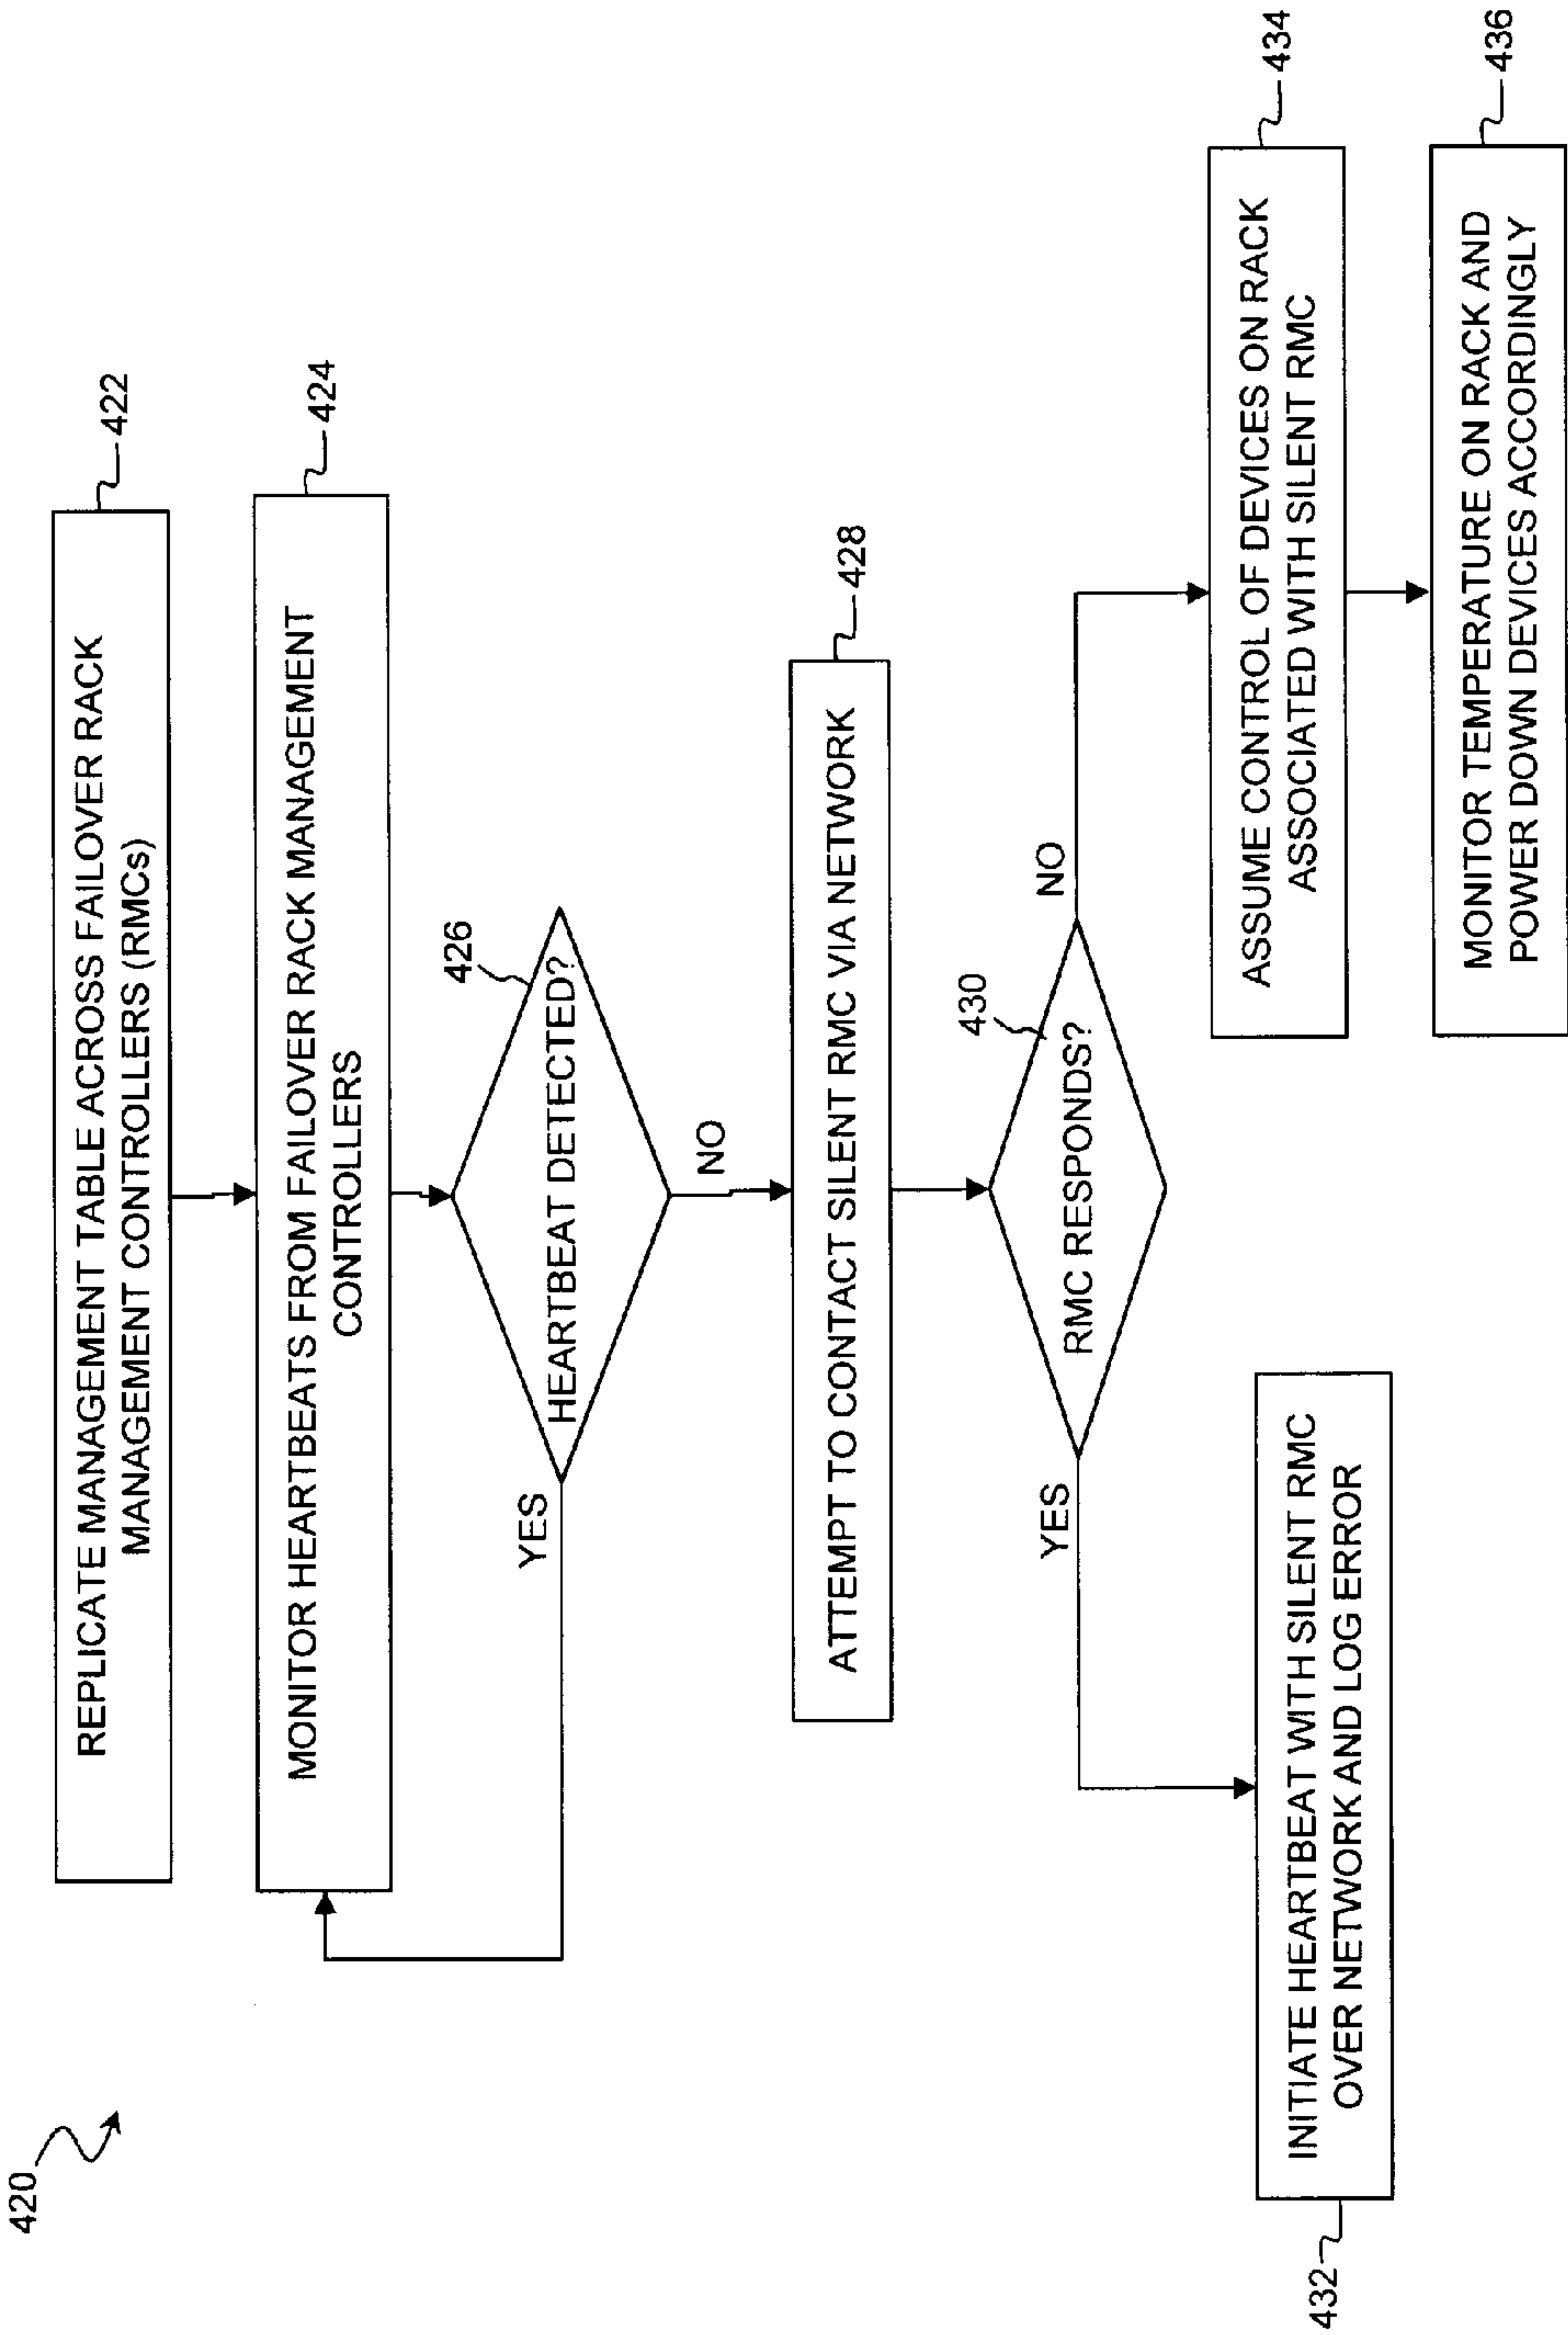 420
REPLICATE MANAGEMENT TABLE ACROSS FAILOVER RACK
MANAGEMENT CONTROLLERS (RMCs)
422
MONITOR HEARTBEATS FROM FAILOVER RACK MANAGEMENT
CONTROLLERS
424
426
HEARTBEAT DETECTED?
YES
NO
ATTEMPT TO CONTACT SILENT RMC VIA NETWORK
428
430
RMC RESPONDS?
YES
NO
INITIATE HEARTBEAT WITH SILENT RMC
OVER NETWORK AND LOG ERROR
432
ASSUME CONTROL OF DEVICES ON RACK
ASSOCIATED WITH SILENT RMC
434
MONITOR TEMPERATURE ON RACK AND
POWER DOWN DEVICES ACCORDINGLY
436